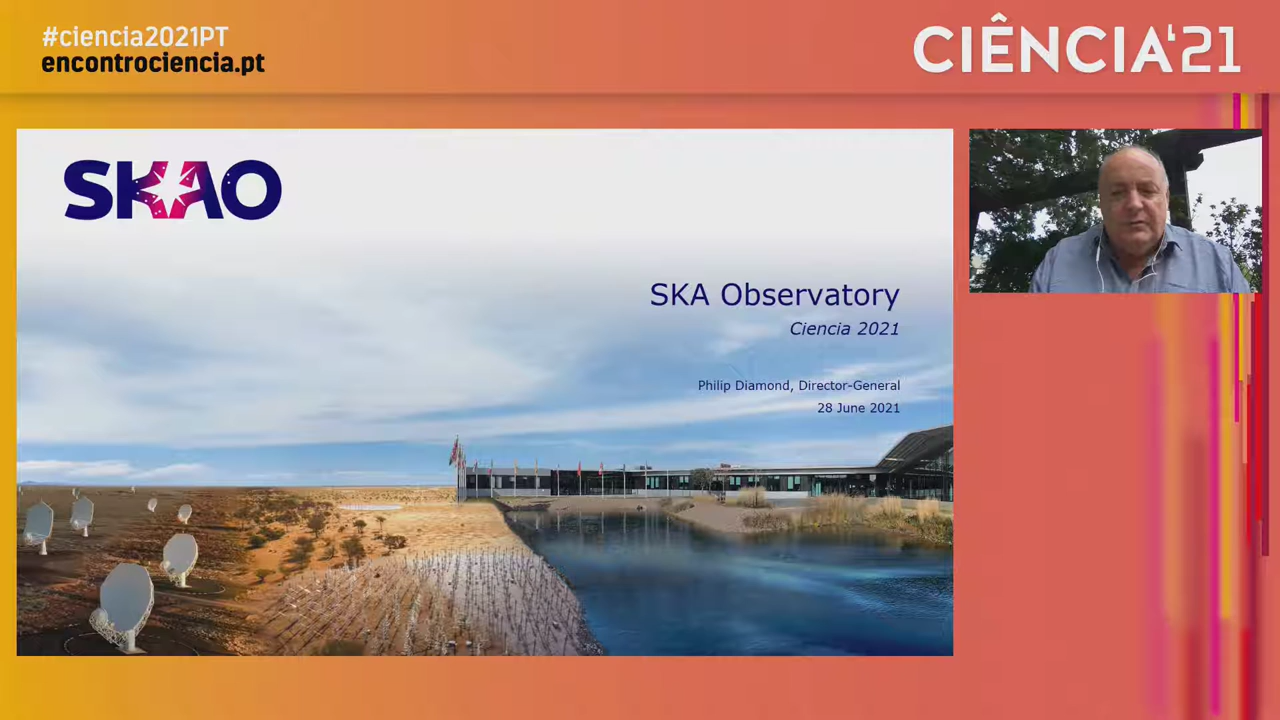 #ciencia2021PT
encontrociencia.pt
CIÊNCIA'21
SKAO
SKA Observatory
Ciencia 2021
Philip Diamond, Director-General
28 June 2021